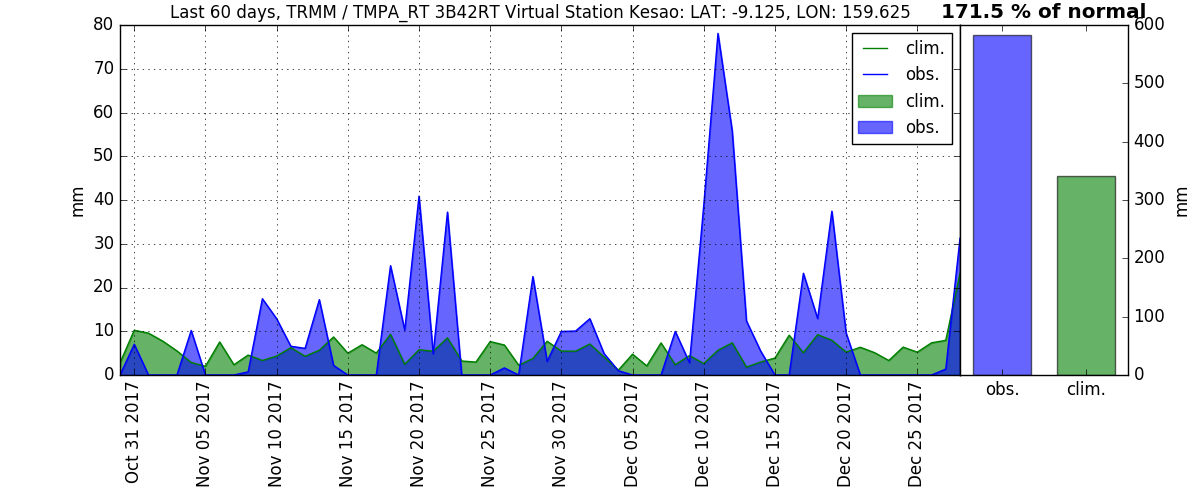 Last 60 days, TRMM / TMPA_RT 3B42RT Virtual Station Kesao: LAT: -9.125, LON: 159.625
171.5 % of normal
80
70
60
50
40
30
20
10
0
mm
clim.
obs.
clim.
obs.
600
500
400
300
200
100
0
mm
obs.
clim.
Oct 31 2017
Nov 05 2017
Nov 10 2017
Nov 15 2017
Nov 20 2017
Nov 25 2017
Nov 30 2017
Dec 05 2017
Dec 10 2017
Dec 15 2017
Dec 20 2017
Dec 25 2017